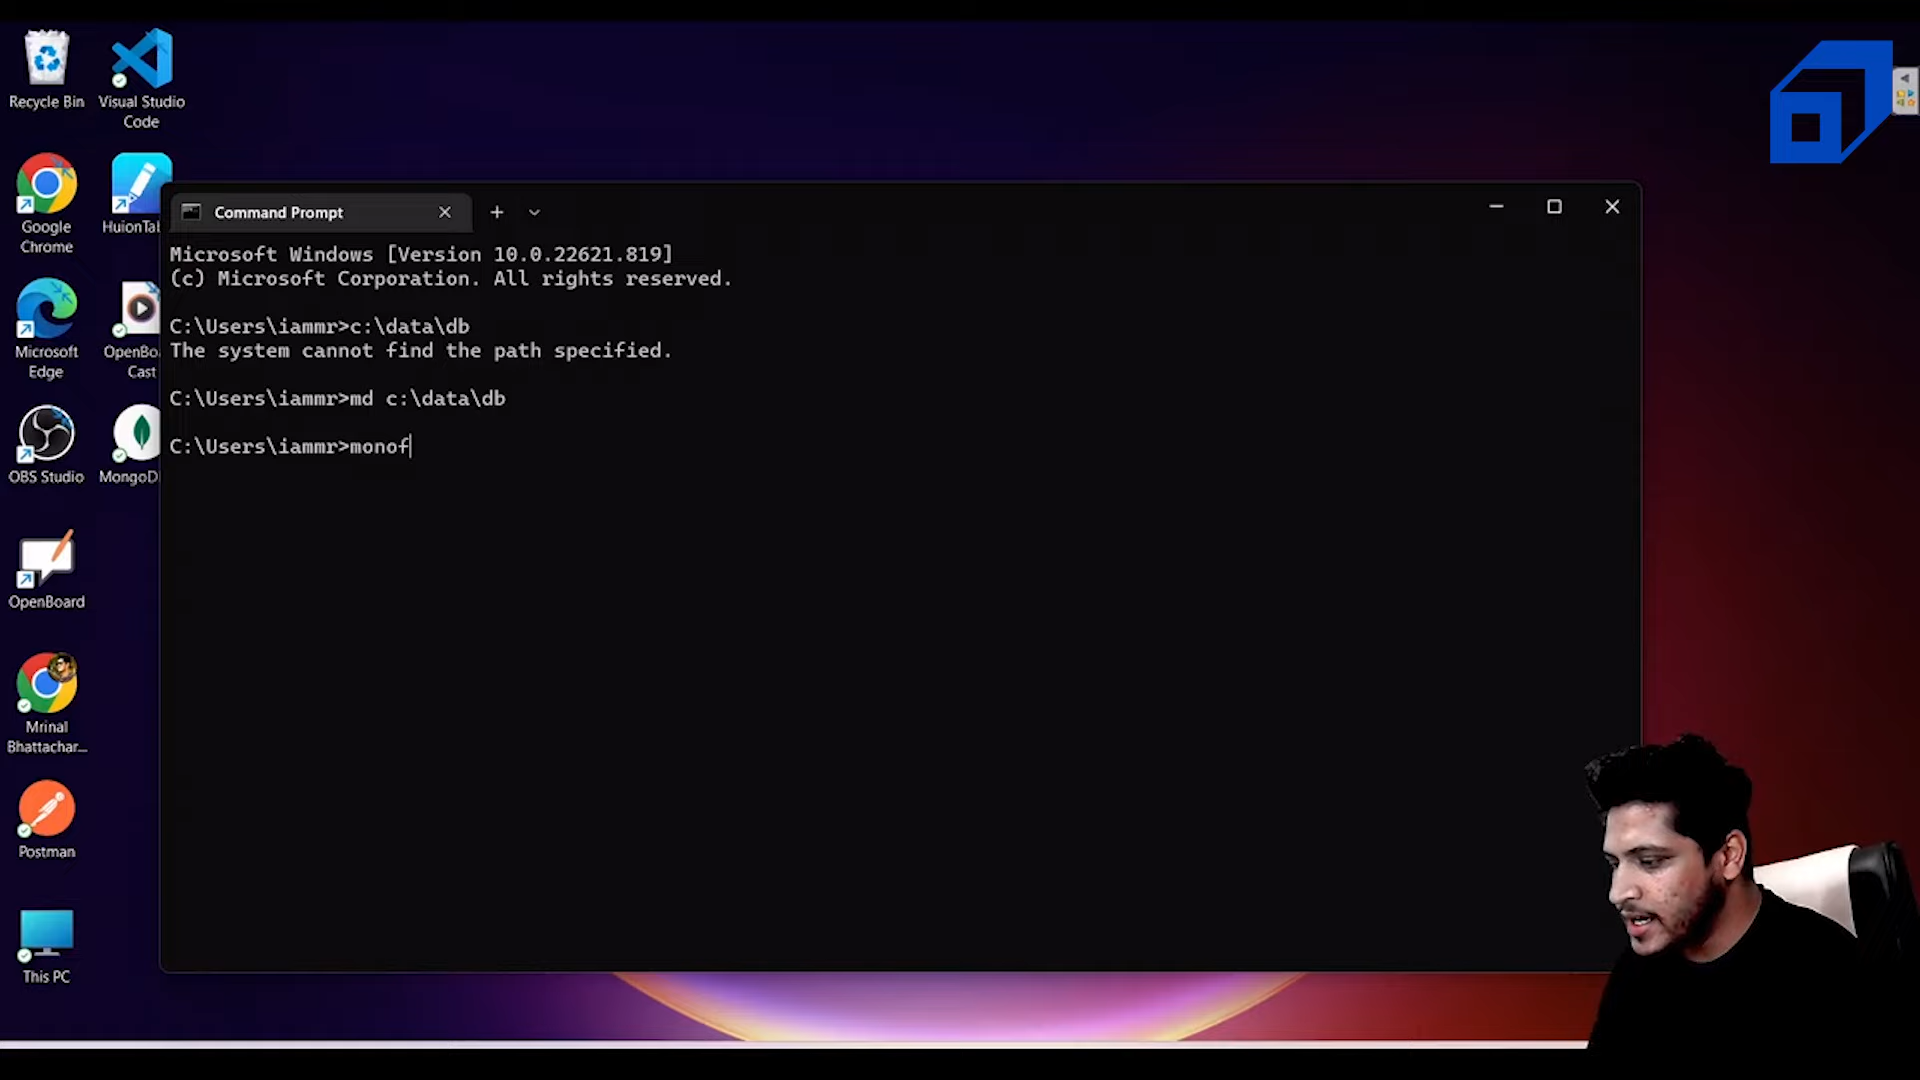 Recycle Bin
Visual Studio
Code
Google
Chrome
HuionTab
Microsoft
Edge
OpenBoa
Cast
OBS Studio
MongoD
OpenBoard
Mrinal
Bhattachar...
Postman
This PC
Command Prompt
Microsoft Windows [Version 10.0.22621.819]
(c) Microsoft Corporation. All rights reserved.
C:\Users\iammr>c:\data\db
The system cannot find the path specified.
C:\Users\iammr>md c:\data\db
C:\Users\iammr>monof